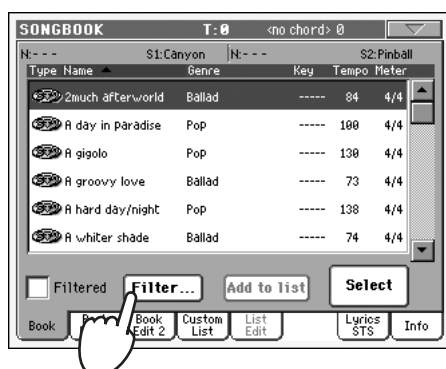 SONGBOOK T:0 <no chord> 0
N:--- S1:Canyon N:--- S2:Pinball
Type Name Genre Key Tempo Meter
2much afterworld Ballad ----- 84 4/4
A day in paradise Pop ----- 100 4/4
A gigolo Pop ----- 130 4/4
A groovy love Ballad ----- 73 4/4
A hard day/night Pop ----- 138 4/4
A whiter shade Ballad ----- 74 4/4
Filtered Filter... Add to list Select
Book Book Edit 2 Custom List List Edit Lyrics STS Info